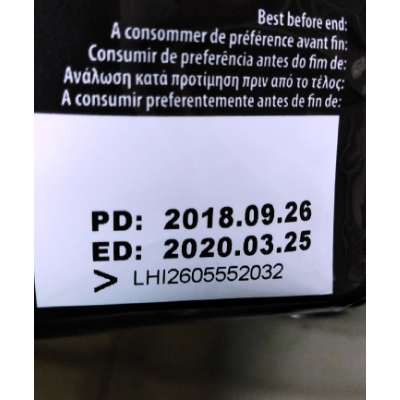 Best before end:
A consommer de préférence avant fin:
Consumir de preferência antes do fim de:
Ανάλωση κατά προτίμηση πριν από το τέλος:
A consumir preferentemente antes de fin de:
PD: 2018.09.26
ED: 2020.03.25
> LHI2605552032